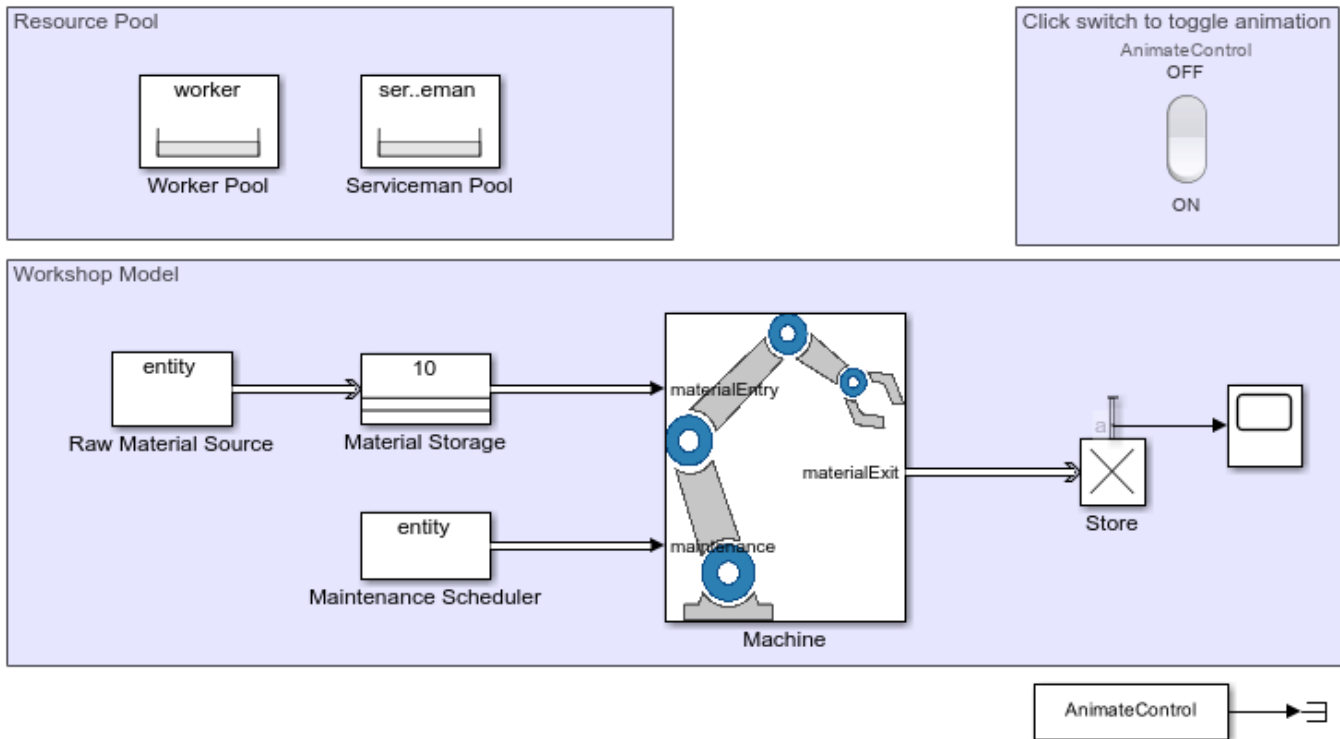 Resource Pool
worker
Worker Pool
ser..eman
Serviceman Pool
Click switch to toggle animation
AnimateControl
OFF
ON
Workshop Model
entity
Raw Material Source
10
Material Storage
entity
Maintenance Scheduler
materialEntry
maintenance
materialExit
Machine
a
Store
AnimateControl